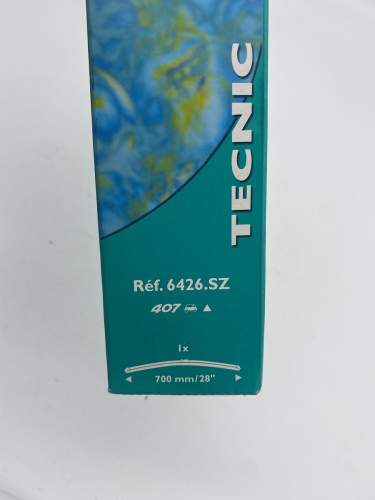 TECNIC
Réf. 6426.SZ
407
1x
700 mm/28"